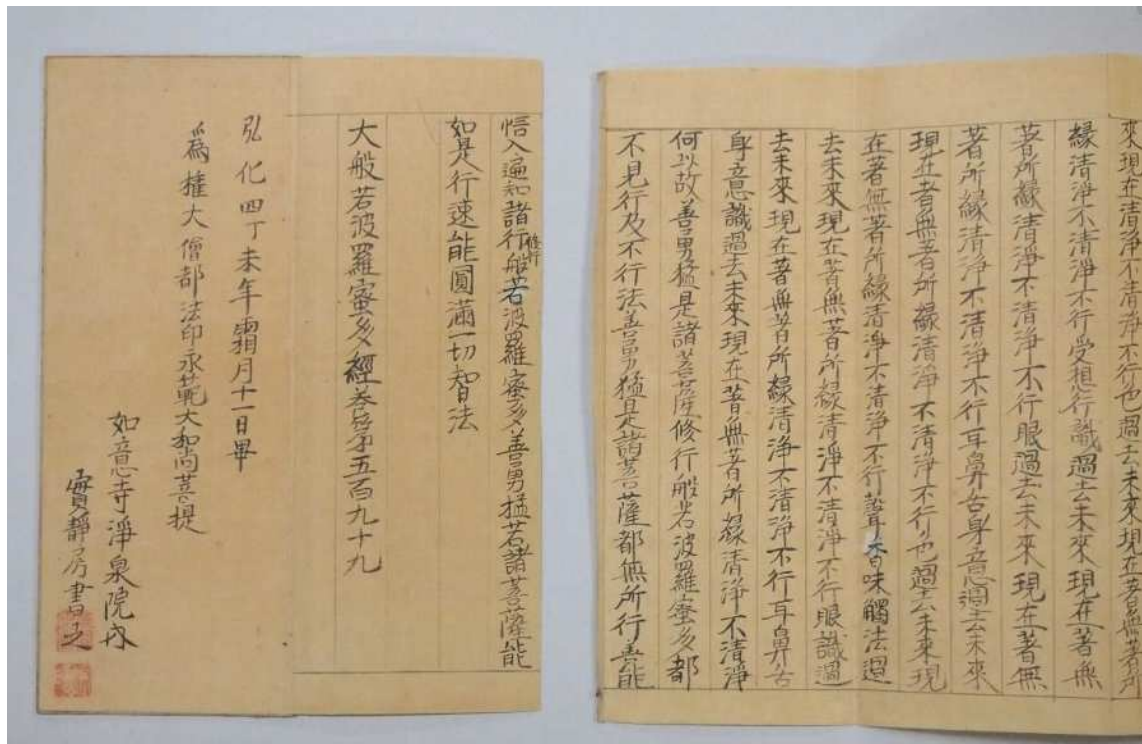 來現在清淨不清淨不行色過去未來現在著無著所
緣清淨不清淨不行受想行識過去未來現在著無
著所緣清淨不清淨不行眼過去未來現在著無
著所緣清淨不清淨不行耳鼻舌身意過去未來
現在著無著所緣清淨不清淨不行色過去未來現
在著無著所緣清淨不清淨不行聲香味觸法過
去未來現在著無著所緣清淨不清淨不行眼識過
去未來現在著無著所緣清淨不清淨不行耳鼻舌
身意識過去未來現在著無著所緣清淨不清淨
何以故善勇猛是諸菩薩修行般若波羅蜜多都
不見行及不行法善勇猛是諸菩薩都無所行善能
悟入遍知諸行修行般若波羅蜜多善勇猛若諸菩薩能
如是行速能圓滿一切智法
大般若波羅蜜多經卷第五百九十九
弘化四丁未年霜月十一日畢
為權大僧都法印永範大和尚菩提
如意寺淨泉院
寶靜房書之